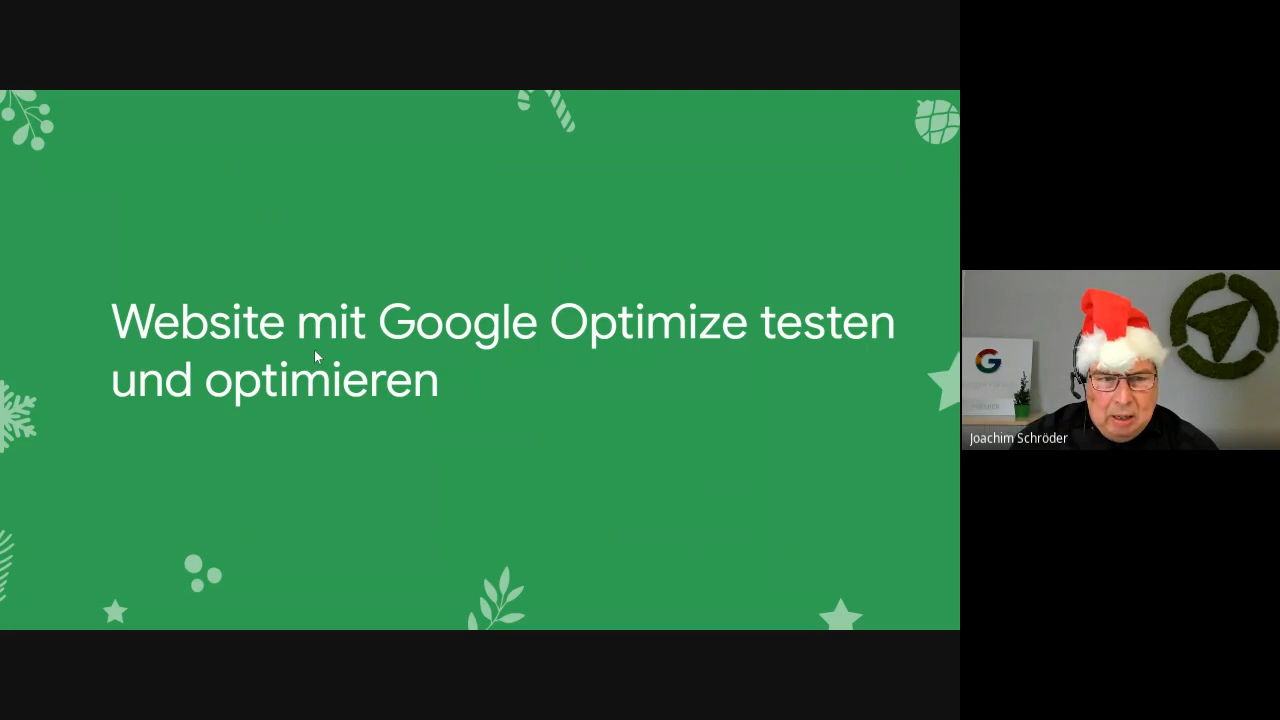 Website mit Google Optimize testen
und optimieren
G
Joachim Schröder